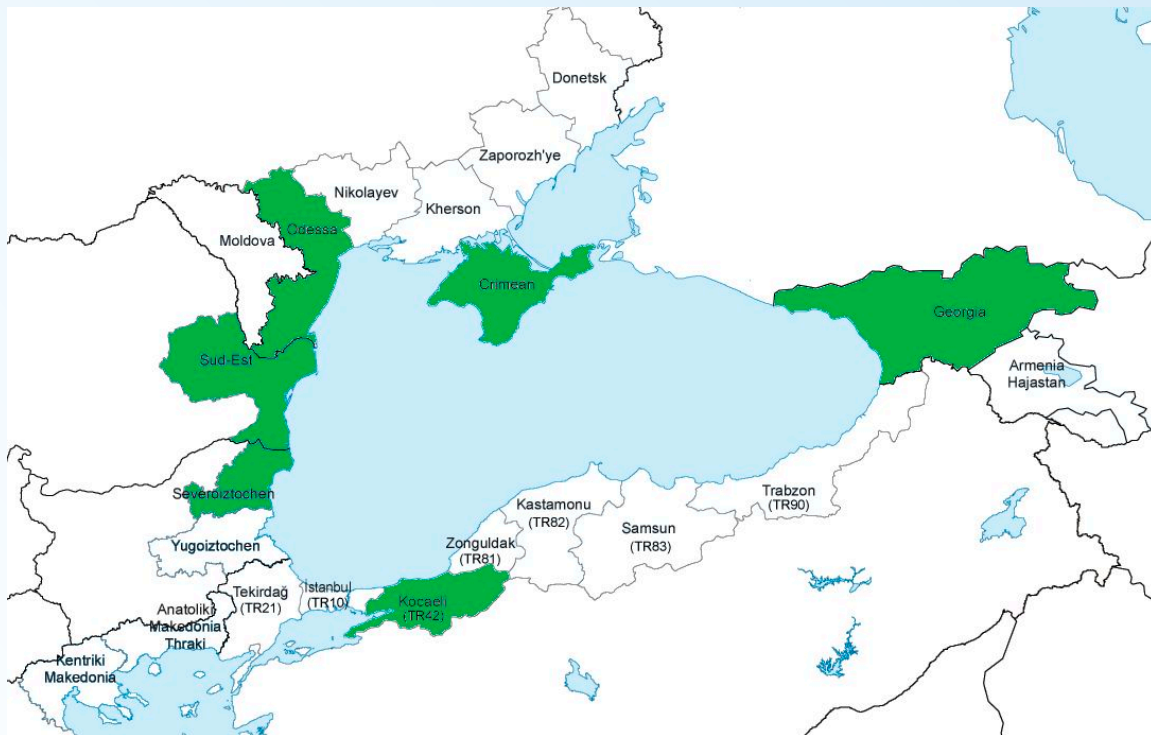 Donetsk
Zaporozh'ye
Nikolayev
Kherson
Odessa
Moldova
Crimean
Georgia
Sud-Est
Armenia
Hajastan
Severoiztochen
Trabzon
(TR90)
Kastamonu
(TR82)
Samsun
(TR83)
Yugoiztochen
Zonguldak
(TR81)
Tekirdağ
(TR21)
İstanbul
(TR10)
Kocaeli
(TR42)
Anatoliki
Makedonia
Thraki
Kentriki
Makedonia